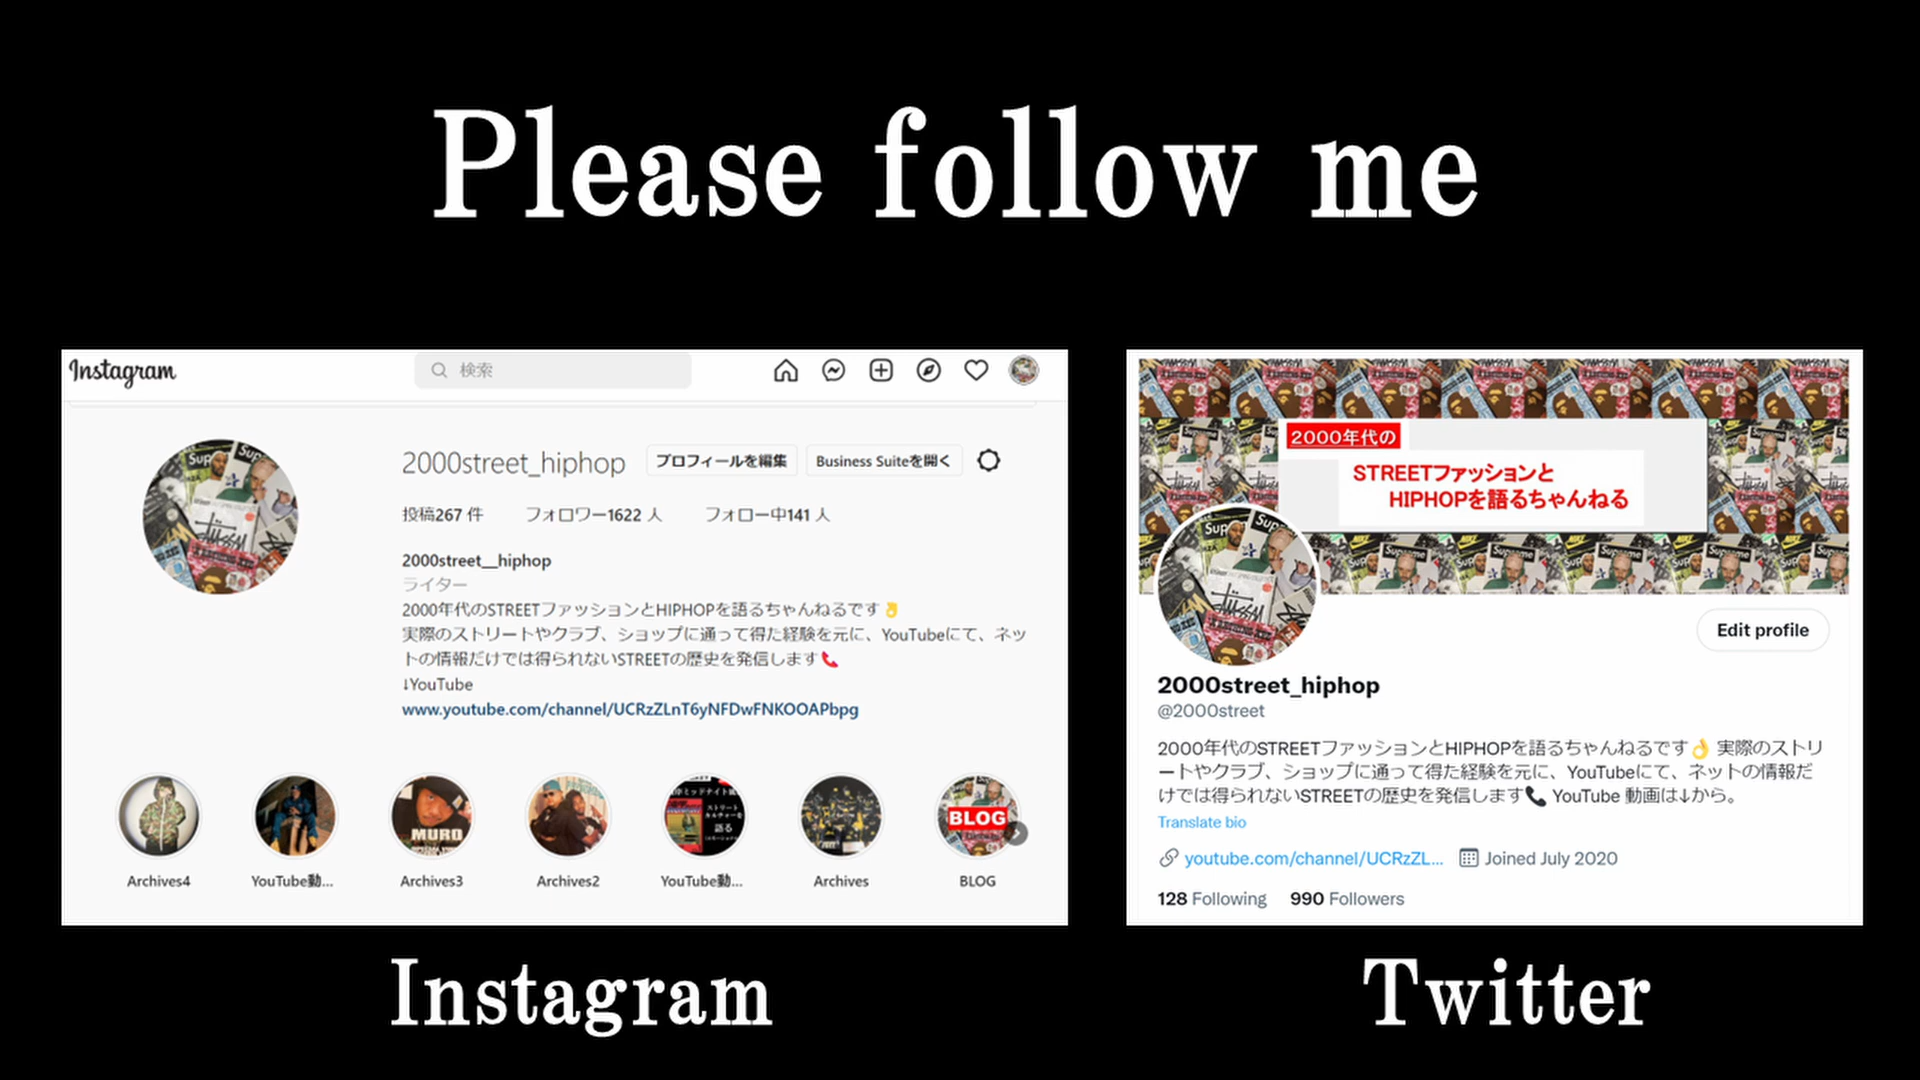 Please follow me
Instagram
検索
2000street_hiphop プロフィールを編集 Business Suiteを開く
投稿267 件 フォロワー1622 人 フォロー中141 人
2000street__hiphop
ライター
2000年代のSTREETファッションとHIPHOPを語るちゃんねるです👌
実際のストリートやクラブ、ショップに通って得た経験を元に、YouTubeにて、ネッ
トの情報だけでは得られないSTREETの歴史を発信します📞
↓YouTube
www.youtube.com/channel/UCRzZLnT6yNFDwFNKOOAPbpg
MURO
ストリート
カルチャーを
語る
BLOG
Archives4 YouTube動... Archives3 Archives2 YouTube動... Archives BLOG
2000年代の
STREETファッションと
HIPHOPを語るちゃんねる
Edit profile
2000street_hiphop
@2000street
2000年代のSTREETファッションとHIPHOPを語るちゃんねるです👌 実際のストリ
ートやクラブ、ショップに通って得た経験を元に、YouTubeにて、ネットの情報だ
けでは得られないSTREETの歴史を発信します📞 YouTube 動画は↓から。
Translate bio
youtube.com/channel/UCRzZL... Joined July 2020
128 Following 990 Followers
Instagram
Twitter